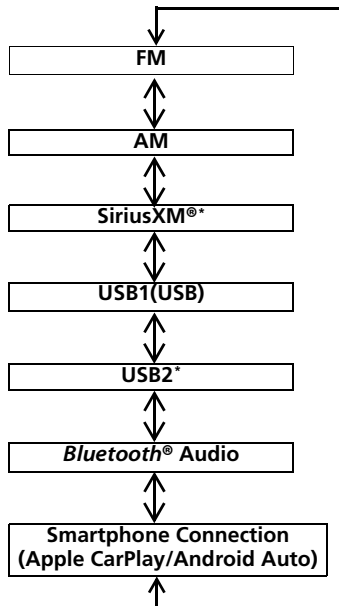 FM
AM
SiriusXM®*
USB1(USB)
USB2*
Bluetooth® Audio
Smartphone Connection
(Apple CarPlay/Android Auto)